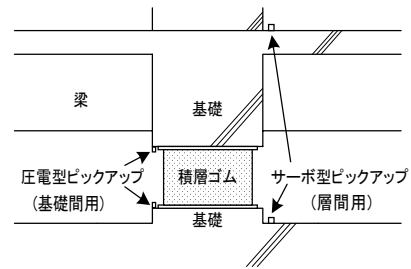 梁
基礎
圧電型ピックアップ
(基礎間用)
積層ゴム
サーボ型ピックアップ
(層間用)
基礎